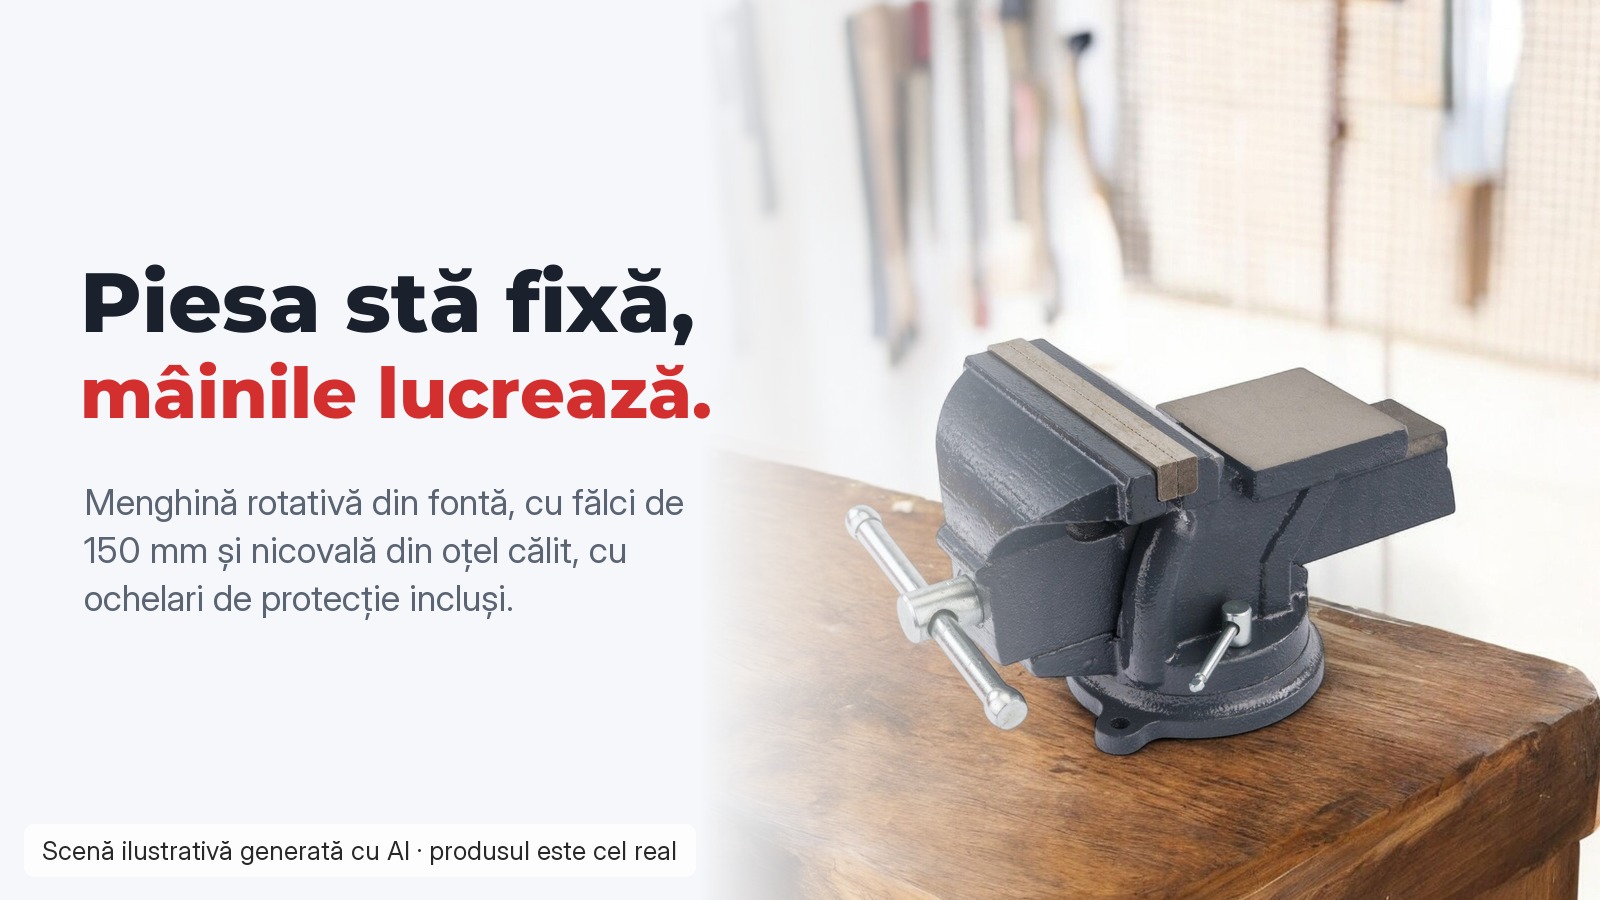 Piesa stă fixă,
mâinile lucrează.
Menghină rotativă din fontă, cu fălci de
150 mm și nicovală din oțel călit, cu
ochelari de protecție incluși.
Scenă ilustrativă generată cu AI · produsul este cel real